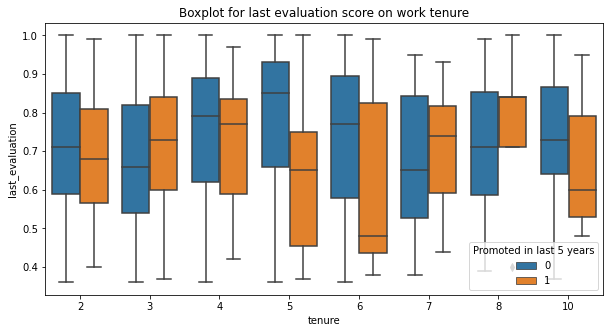 Boxplot for last evaluation score on work tenure
1.0
0.9
0.8
0.7
0.6
0.5
0.4
last_evaluation
2 3 4 5 6 7 8 10
tenure
Promoted in last 5 years
0
1